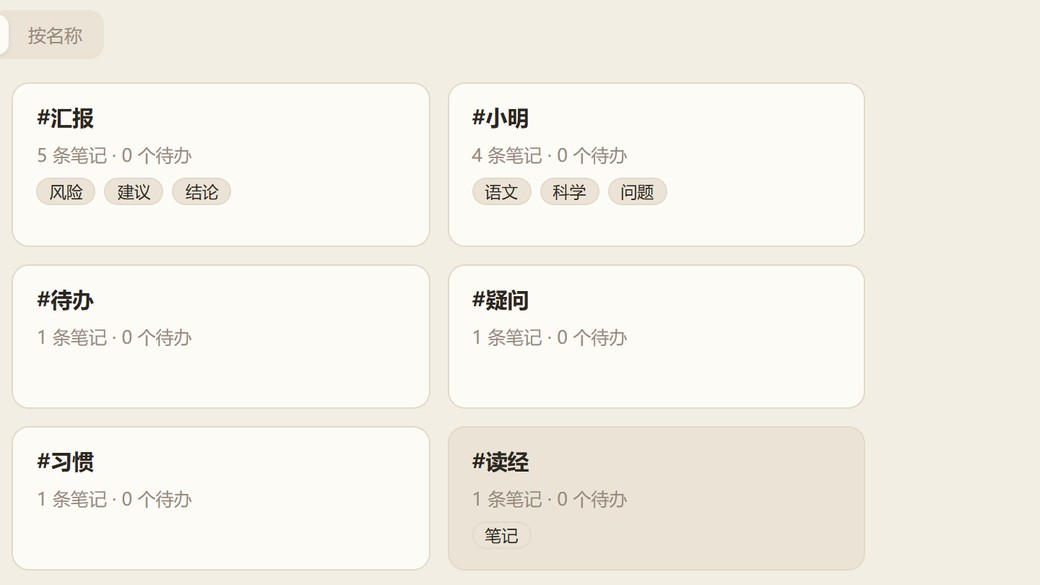 按名称
#汇报
5 条笔记 · 0 个待办
风险 建议 结论
#小明
4 条笔记 · 0 个待办
语文 科学 问题
#待办
1 条笔记 · 0 个待办
#疑问
1 条笔记 · 0 个待办
#习惯
1 条笔记 · 0 个待办
#读经
1 条笔记 · 0 个待办
笔记